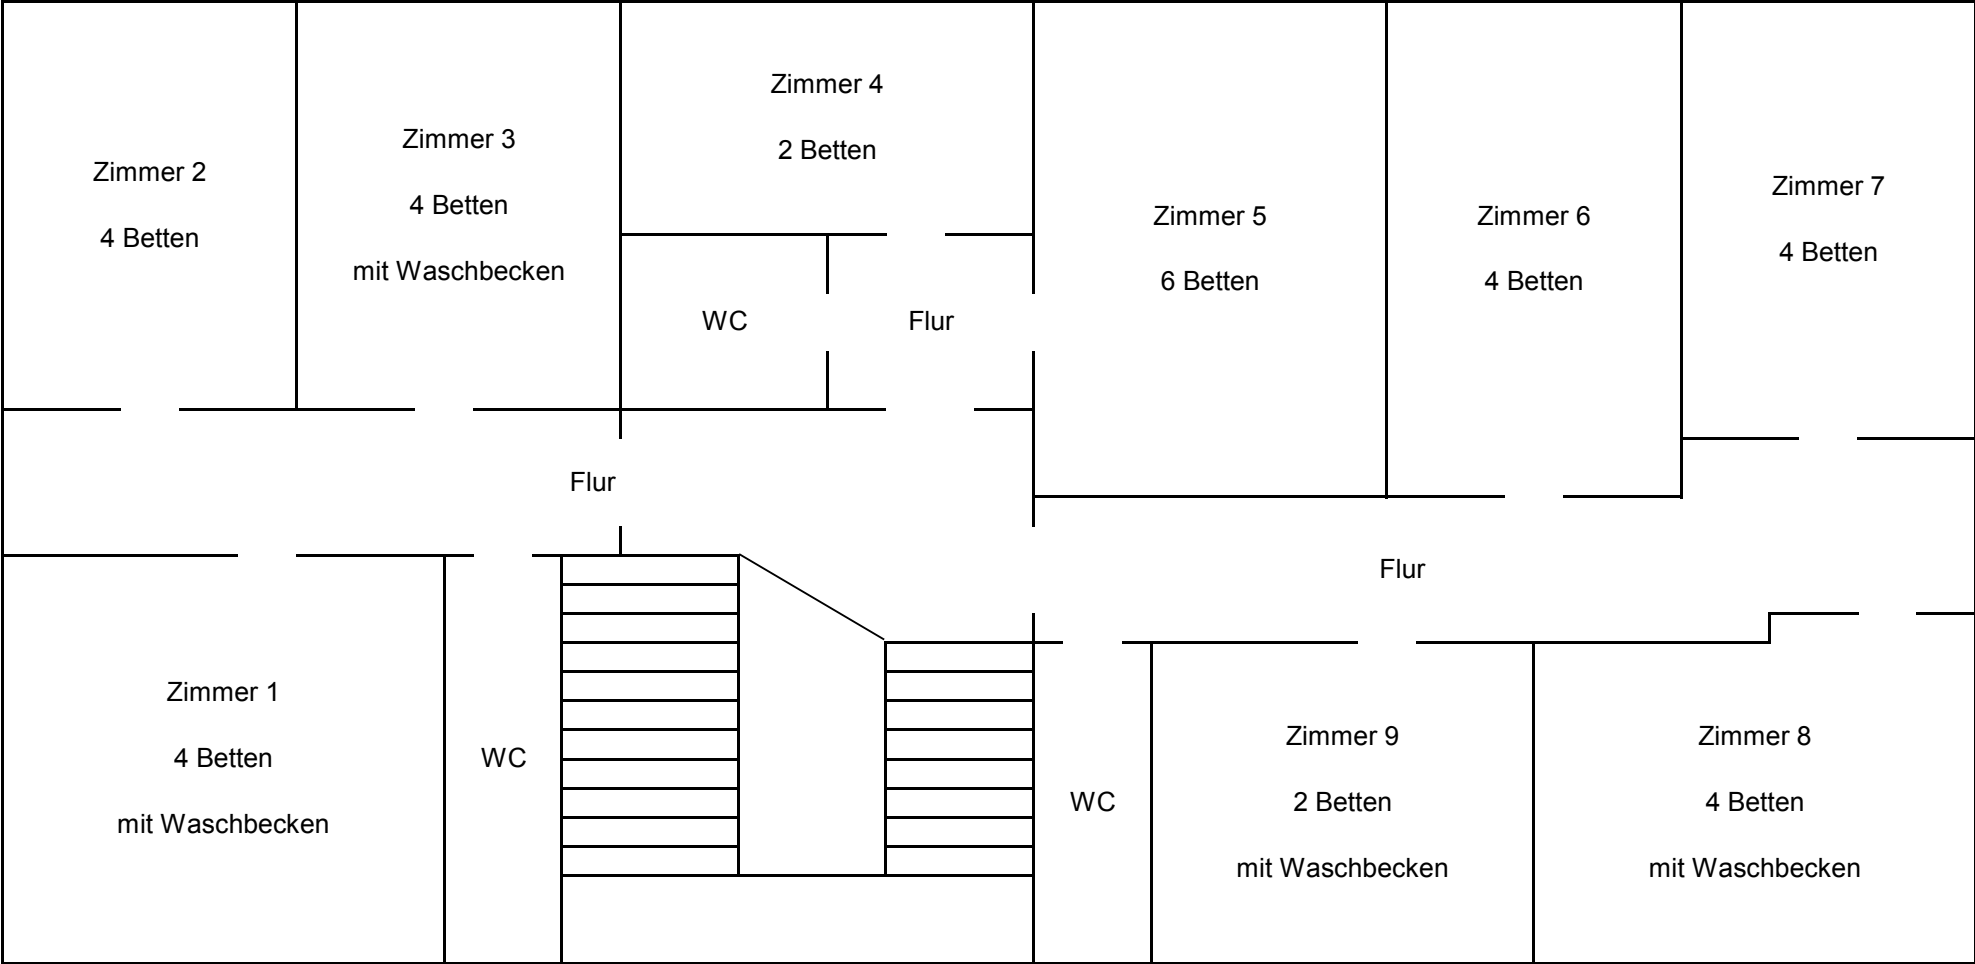 Zimmer 2
4 Betten
Zimmer 3
4 Betten
mit Waschbecken
Zimmer 4
2 Betten
WC
Flur
Zimmer 5
6 Betten
Zimmer 6
4 Betten
Zimmer 7
4 Betten
Flur
Flur
Zimmer 1
4 Betten
mit Waschbecken
WC
WC
Zimmer 9
2 Betten
mit Waschbecken
Zimmer 8
4 Betten
mit Waschbecken